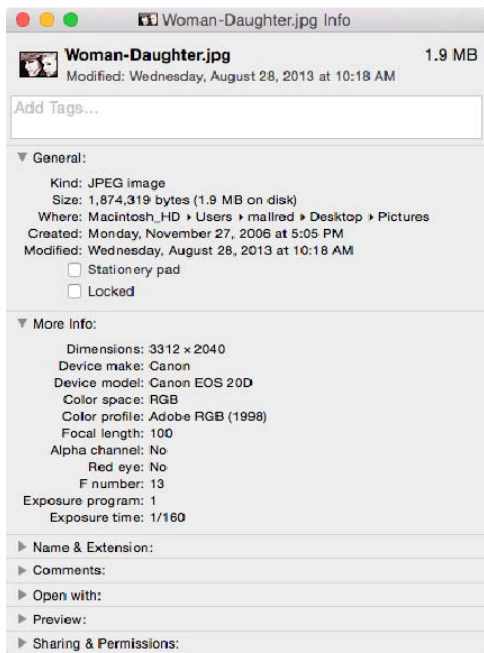 Woman-Daughter.jpg Info
Woman-Daughter.jpg 1.9 MB
Modified: Wednesday, August 28, 2013 at 10:18 AM
Add Tags...
▼ General:
Kind: JPEG image
Size: 1,874,319 bytes (1.9 MB on disk)
Where: Macintosh_HD ▸ Users ▸ mallred ▸ Desktop ▸ Pictures
Created: Monday, November 27, 2006 at 5:05 PM
Modified: Wednesday, August 28, 2013 at 10:18 AM
Stationery pad
Locked
▼ More Info:
Dimensions: 3312 × 2040
Device make: Canon
Device model: Canon EOS 20D
Color space: RGB
Color profile: Adobe RGB (1998)
Focal length: 100
Alpha channel: No
Red eye: No
F number: 13
Exposure program: 1
Exposure time: 1/160
▶ Name & Extension:
▶ Comments:
▶ Open with:
▶ Preview:
▶ Sharing & Permissions: